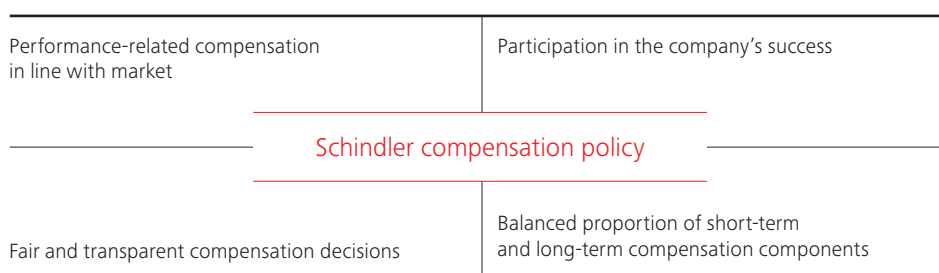 Performance-related compensation
in line with market
Participation in the company’s success
Schindler compensation policy
Fair and transparent compensation decisions
Balanced proportion of short-term
and long-term compensation components